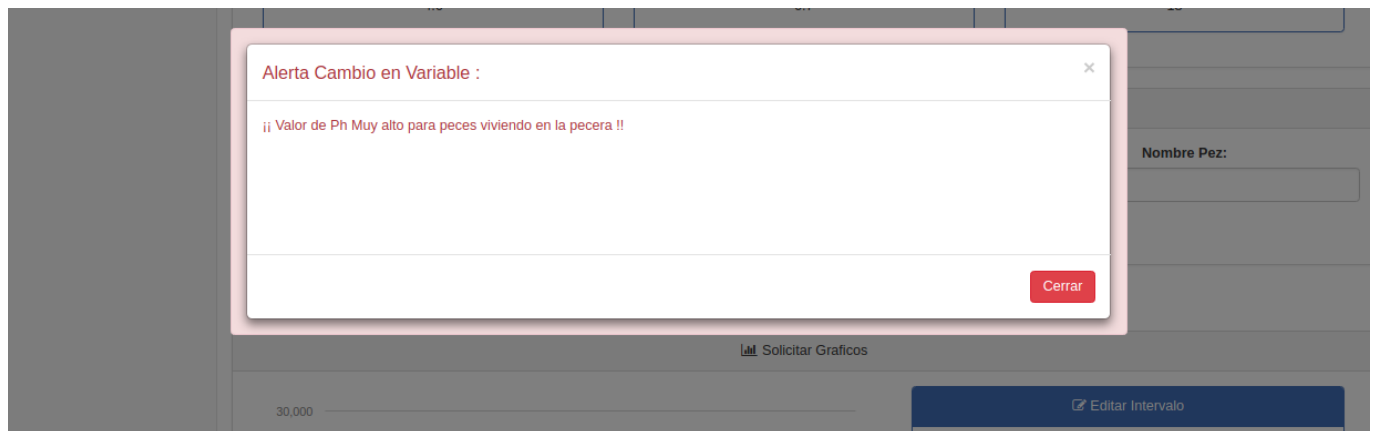 Alerta Cambio en Variable :
×
¡¡ Valor de Ph Muy alto para peces viviendo en la pecera !!
Nombre Pez:
Cerrar
Solicitar Graficos
Editar Intervalo
30,000